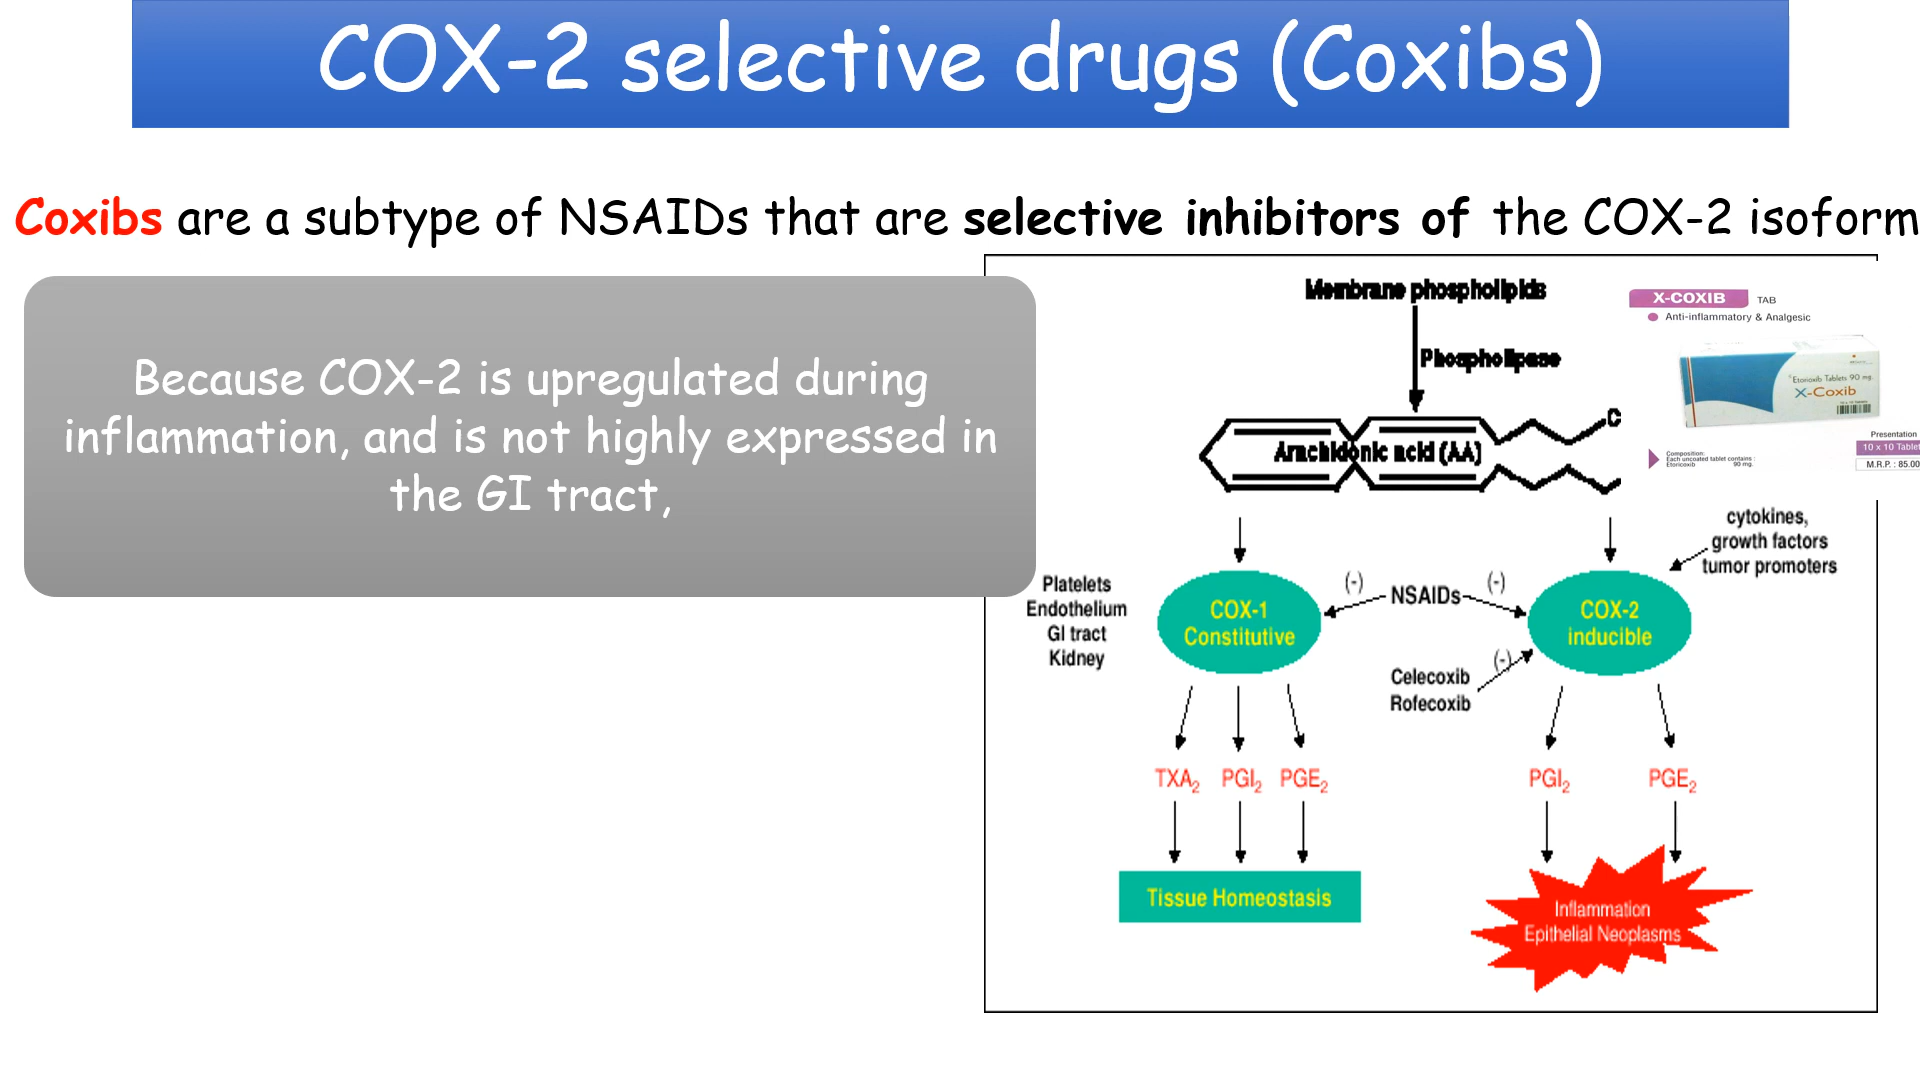 COX-2 selective drugs (Coxibs)
Coxibs are a subtype of NSAIDs that are selective inhibitors of the COX-2 isoform
Because COX-2 is upregulated during
inflammation, and is not highly expressed in
the GI tract,
Membrane phospholipids
Phospholipase
Arachidonic acid (AA)
C
X-COXIB TAB
Anti-inflammatory & Analgesic
Etoricoxib Tablets 90 mg.
X-Coxib
Presentation
10 x 10 Tablet
M.R.P. : 85.00
Composition:
Each uncoated tablet contains :
Etoricoxib 90 mg.
cytokines,
growth factors
tumor promoters
Platelets
Endothelium
GI tract
Kidney
COX-1
Constitutive
(-) NSAIDs (-)
COX-2
inducible
Celecoxib
Rofecoxib
(-)
TXA₂ PGI₂ PGE₂
PGI₂ PGE₂
Tissue Homeostasis
Inflammation
Epithelial Neoplasms